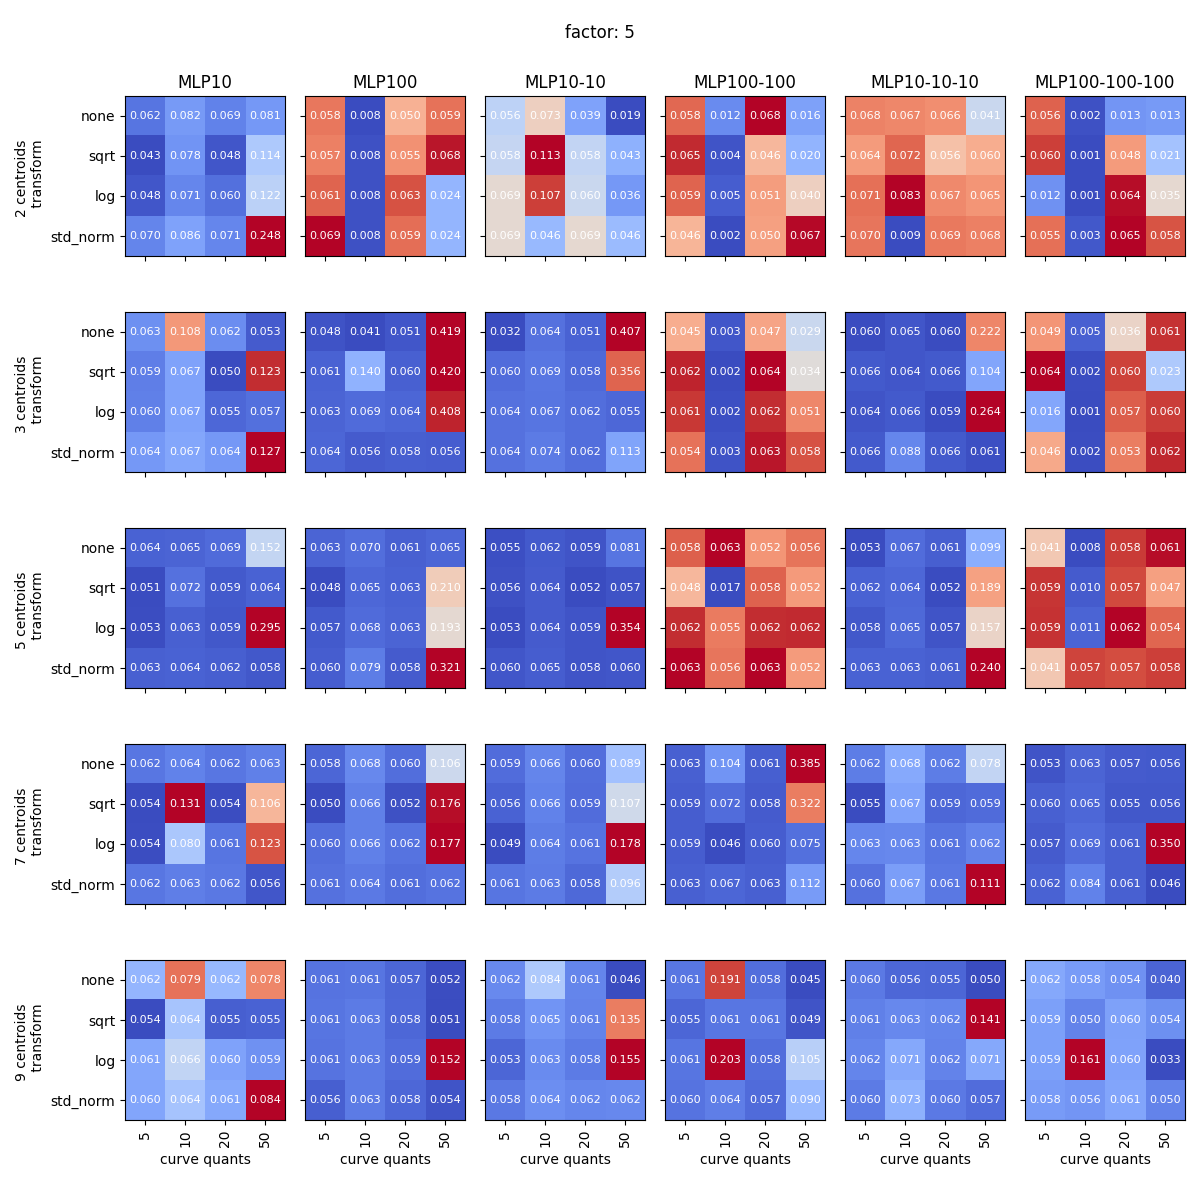 factor: 5
MLP10 MLP100 MLP10-10 MLP100-100 MLP10-10-10 MLP100-100-100
2 centroids
transform
none 0.062 0.082 0.069 0.081 0.058 0.008 0.050 0.059 0.056 0.073 0.039 0.019 0.058 0.012 0.068 0.016 0.068 0.067 0.066 0.041 0.056 0.002 0.013 0.013
sqrt 0.043 0.078 0.048 0.114 0.057 0.008 0.055 0.068 0.058 0.113 0.058 0.043 0.065 0.004 0.046 0.020 0.064 0.072 0.056 0.060 0.060 0.001 0.048 0.021
log 0.048 0.071 0.060 0.122 0.061 0.008 0.063 0.024 0.069 0.107 0.060 0.036 0.059 0.005 0.051 0.040 0.071 0.083 0.067 0.065 0.012 0.001 0.064 0.035
std_norm 0.070 0.086 0.071 0.248 0.069 0.008 0.059 0.024 0.069 0.046 0.069 0.046 0.046 0.002 0.050 0.067 0.070 0.009 0.069 0.068 0.055 0.003 0.065 0.058
3 centroids
transform
none 0.063 0.108 0.062 0.053 0.048 0.041 0.051 0.419 0.032 0.064 0.051 0.407 0.045 0.003 0.047 0.029 0.060 0.065 0.060 0.222 0.049 0.005 0.036 0.061
sqrt 0.059 0.067 0.050 0.123 0.061 0.140 0.060 0.420 0.060 0.069 0.058 0.356 0.062 0.002 0.064 0.034 0.066 0.064 0.066 0.104 0.064 0.002 0.060 0.023
log 0.060 0.067 0.055 0.057 0.063 0.069 0.064 0.408 0.064 0.067 0.062 0.055 0.061 0.002 0.062 0.051 0.064 0.066 0.059 0.264 0.016 0.001 0.057 0.060
std_norm 0.064 0.067 0.064 0.127 0.064 0.056 0.058 0.056 0.064 0.074 0.062 0.113 0.054 0.003 0.063 0.058 0.066 0.088 0.066 0.061 0.046 0.002 0.053 0.062
5 centroids
transform
none 0.064 0.065 0.069 0.152 0.063 0.070 0.061 0.065 0.055 0.062 0.059 0.081 0.058 0.063 0.052 0.056 0.053 0.067 0.061 0.099 0.041 0.008 0.058 0.061
sqrt 0.051 0.072 0.059 0.064 0.048 0.065 0.063 0.210 0.056 0.064 0.052 0.057 0.048 0.017 0.058 0.052 0.062 0.064 0.052 0.189 0.059 0.010 0.057 0.047
log 0.053 0.063 0.059 0.295 0.057 0.068 0.063 0.193 0.053 0.064 0.059 0.354 0.062 0.055 0.062 0.062 0.058 0.065 0.057 0.157 0.059 0.011 0.062 0.054
std_norm 0.063 0.064 0.062 0.058 0.060 0.079 0.058 0.321 0.060 0.065 0.058 0.060 0.063 0.056 0.063 0.052 0.063 0.063 0.061 0.240 0.041 0.057 0.057 0.058
7 centroids
transform
none 0.062 0.064 0.062 0.063 0.058 0.068 0.060 0.106 0.059 0.066 0.060 0.089 0.063 0.104 0.061 0.385 0.062 0.068 0.062 0.078 0.053 0.063 0.057 0.056
sqrt 0.054 0.131 0.054 0.106 0.050 0.066 0.052 0.176 0.056 0.066 0.059 0.107 0.059 0.072 0.058 0.322 0.055 0.067 0.059 0.059 0.060 0.065 0.055 0.056
log 0.054 0.080 0.061 0.123 0.060 0.066 0.062 0.177 0.049 0.064 0.061 0.178 0.059 0.046 0.060 0.075 0.063 0.063 0.061 0.062 0.057 0.069 0.061 0.350
std_norm 0.062 0.063 0.062 0.056 0.061 0.064 0.061 0.062 0.061 0.063 0.058 0.096 0.063 0.067 0.063 0.112 0.060 0.067 0.061 0.111 0.062 0.084 0.061 0.046
9 centroids
transform
none 0.062 0.079 0.062 0.078 0.061 0.061 0.057 0.052 0.062 0.084 0.061 0.046 0.061 0.191 0.058 0.045 0.060 0.056 0.055 0.050 0.062 0.058 0.054 0.040
sqrt 0.054 0.064 0.055 0.055 0.061 0.063 0.058 0.051 0.058 0.065 0.061 0.135 0.055 0.061 0.061 0.049 0.061 0.063 0.062 0.141 0.059 0.050 0.060 0.054
log 0.061 0.066 0.060 0.059 0.061 0.063 0.059 0.152 0.053 0.063 0.058 0.155 0.061 0.203 0.058 0.105 0.062 0.071 0.062 0.071 0.059 0.161 0.060 0.033
std_norm 0.060 0.064 0.061 0.084 0.056 0.063 0.058 0.054 0.058 0.064 0.062 0.062 0.060 0.064 0.057 0.090 0.060 0.073 0.060 0.057 0.058 0.056 0.061 0.050
5 10 20 50 5 10 20 50 5 10 20 50 5 10 20 50 5 10 20 50 5 10 20 50
curve quants curve quants curve quants curve quants curve quants curve quants